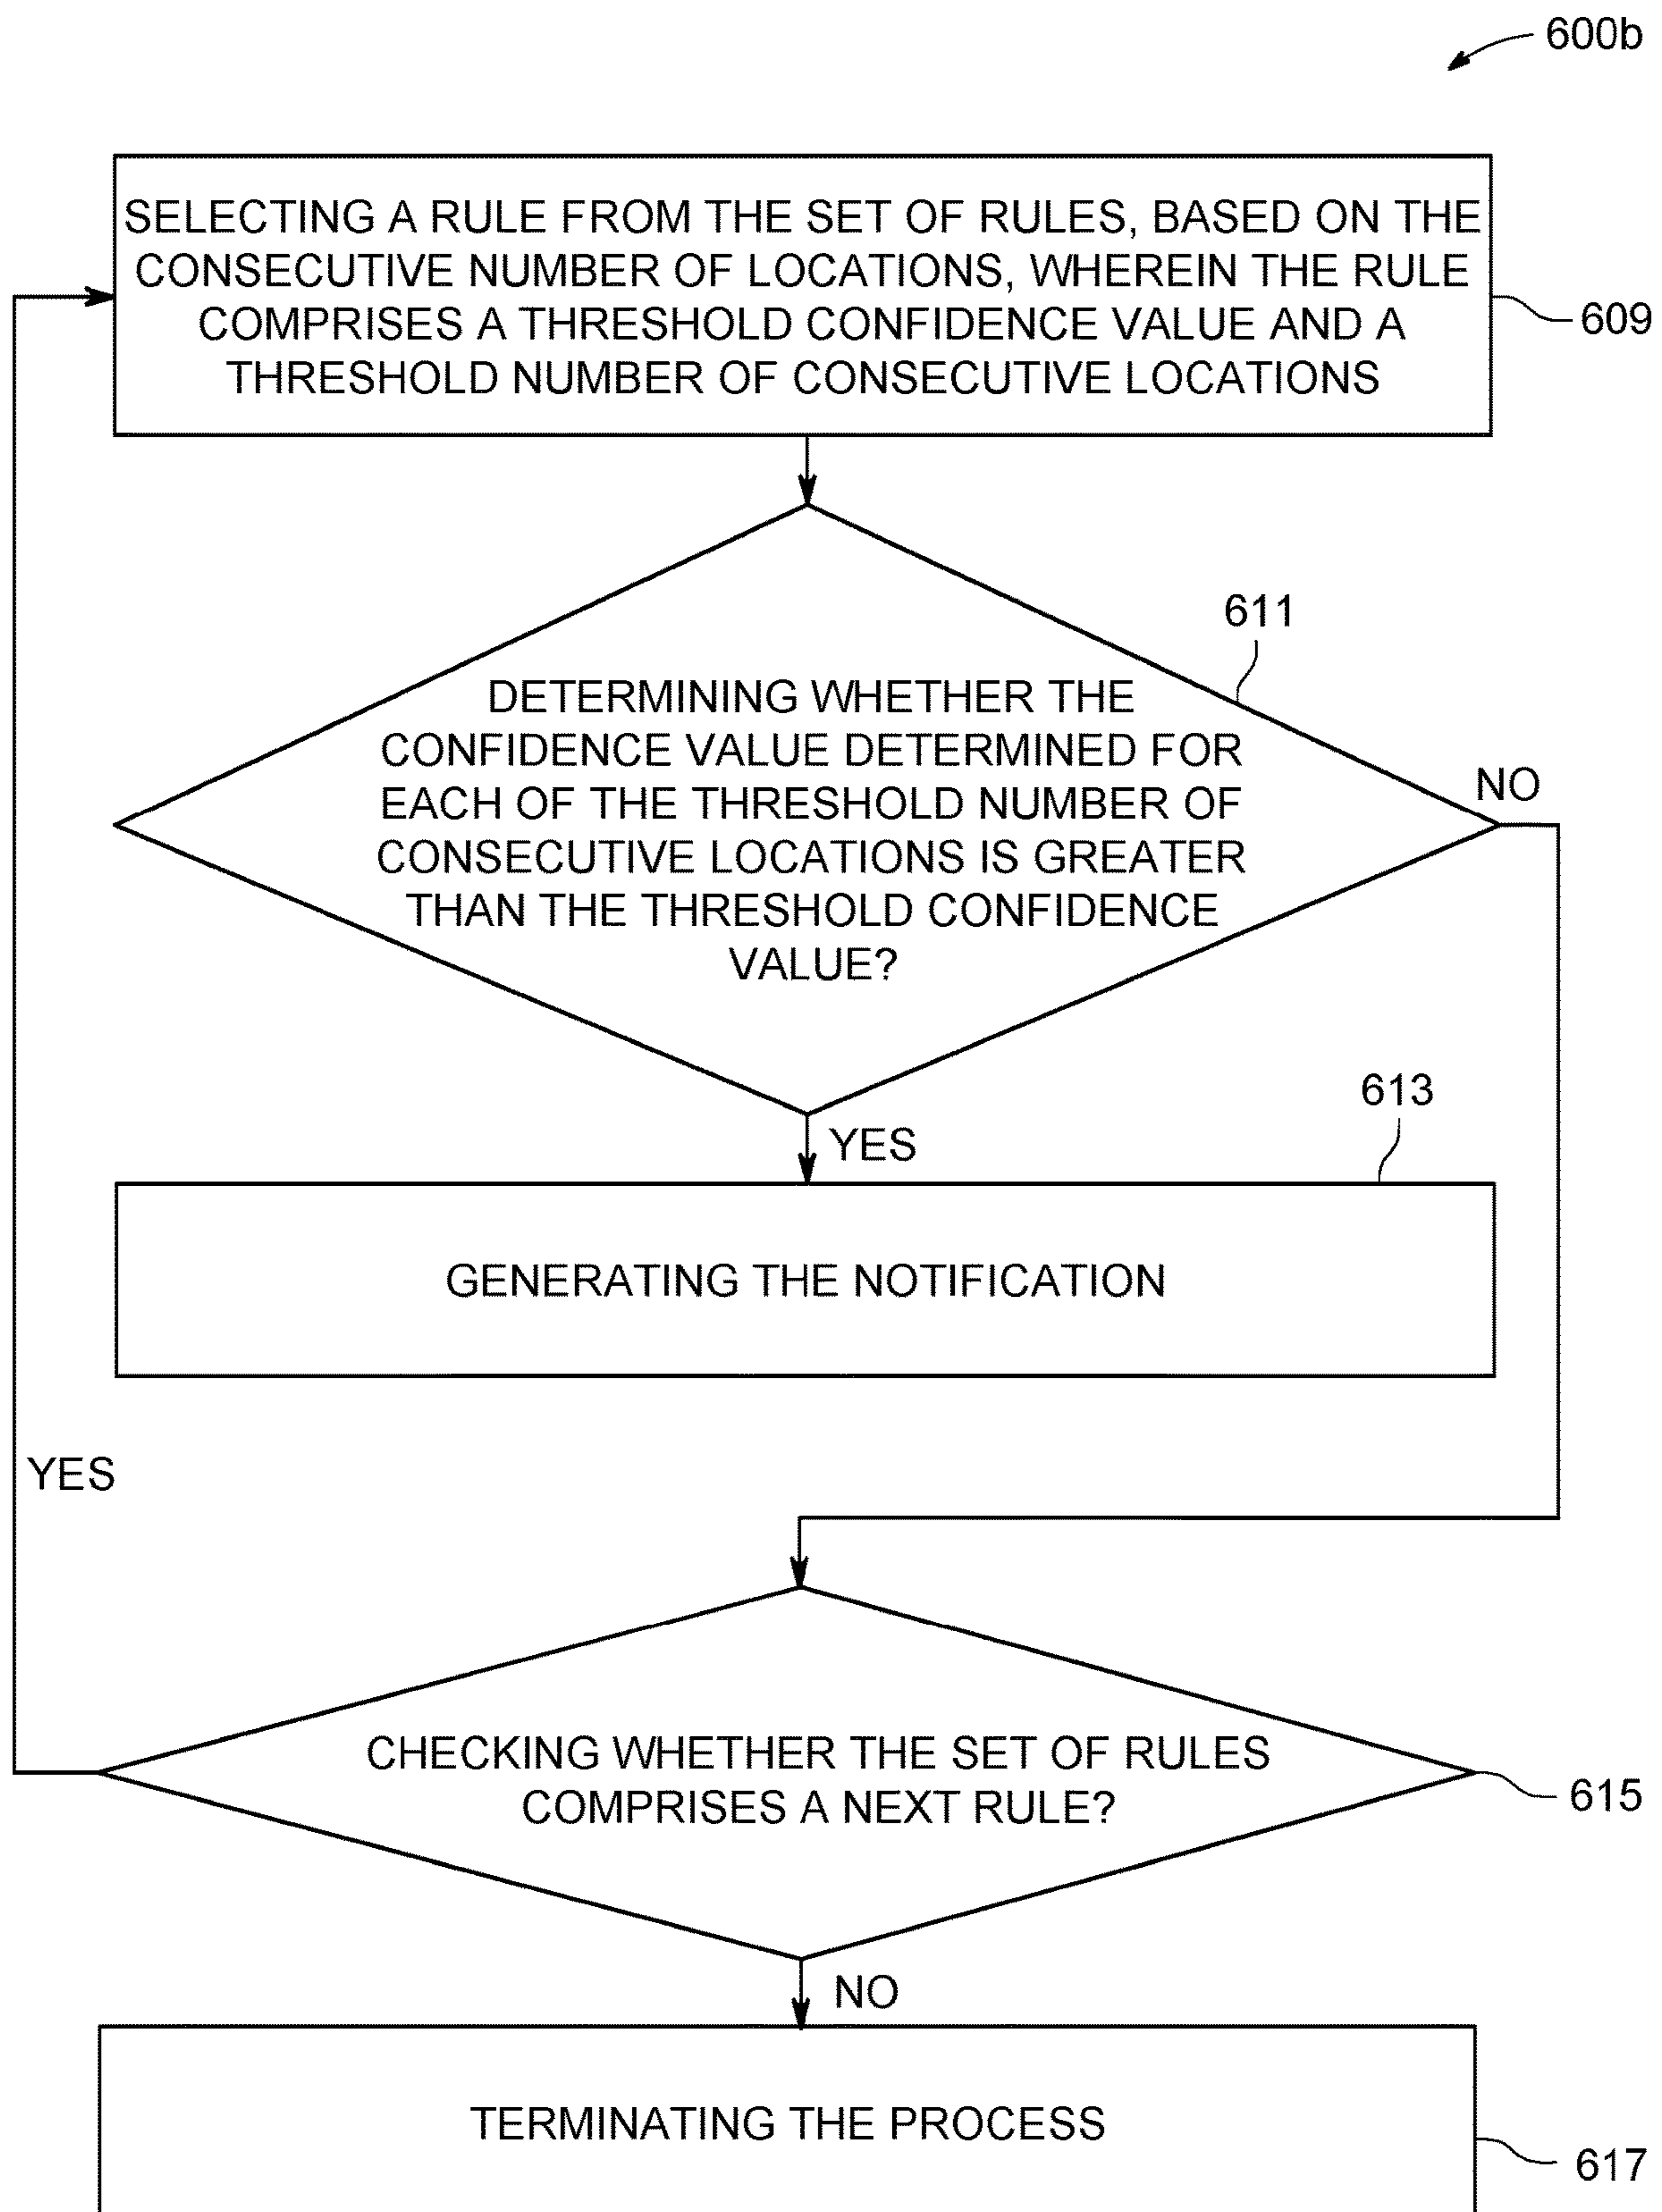 600b
SELECTING A RULE FROM THE SET OF RULES, BASED ON THE
CONSECUTIVE NUMBER OF LOCATIONS, WHEREIN THE RULE
COMPRISES A THRESHOLD CONFIDENCE VALUE AND A
THRESHOLD NUMBER OF CONSECUTIVE LOCATIONS
609
611
DETERMINING WHETHER THE
CONFIDENCE VALUE DETERMINED FOR
EACH OF THE THRESHOLD NUMBER OF
CONSECUTIVE LOCATIONS IS GREATER
THAN THE THRESHOLD CONFIDENCE
VALUE?
NO
YES
613
GENERATING THE NOTIFICATION
YES
CHECKING WHETHER THE SET OF RULES
COMPRISES A NEXT RULE?
615
NO
TERMINATING THE PROCESS
617